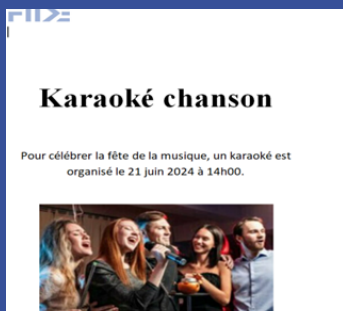 Karaoké chanson
Pour célébrer la fête de la musique, un karaoké est
organisé le 21 juin 2024 à 14h00.